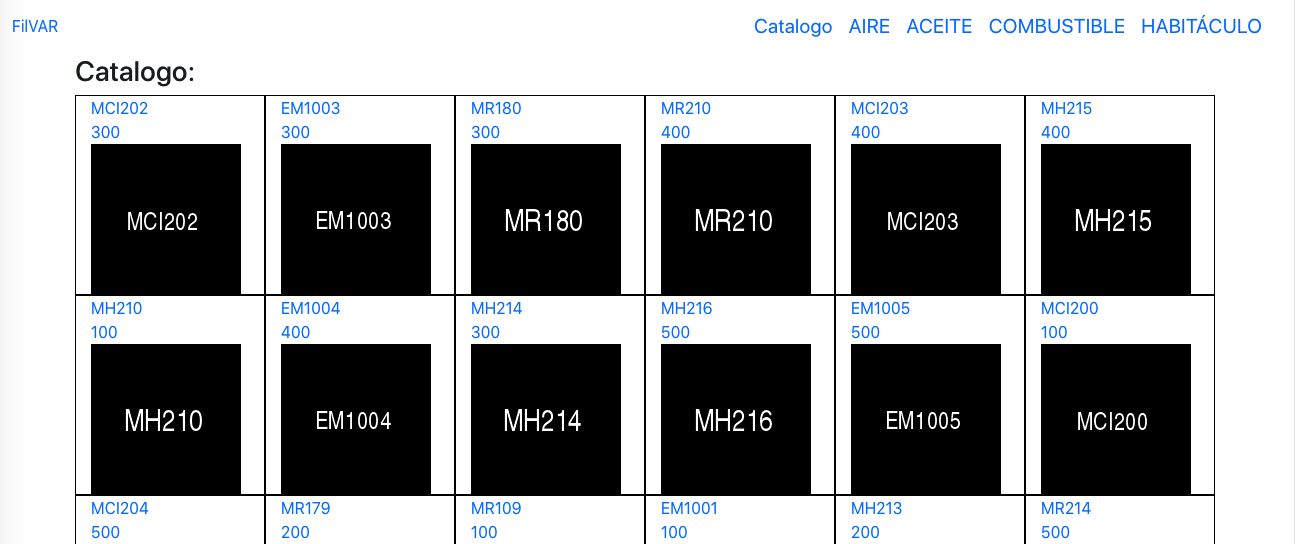 FilVAR
Catalogo AIRE ACEITE COMBUSTIBLE HABITÁCULO
Catalogo:
MCI202 EM1003 MR180 MR210 MCI203 MH215
300 300 300 400 400 400
MCI202 EM1003 MR180 MR210 MCI203 MH215
MH210 EM1004 MH214 MH216 EM1005 MCI200
100 400 300 500 500 100
MH210 EM1004 MH214 MH216 EM1005 MCI200
MCI204 MR179 MR109 EM1001 MH213 MR214
500 200 100 100 200 500